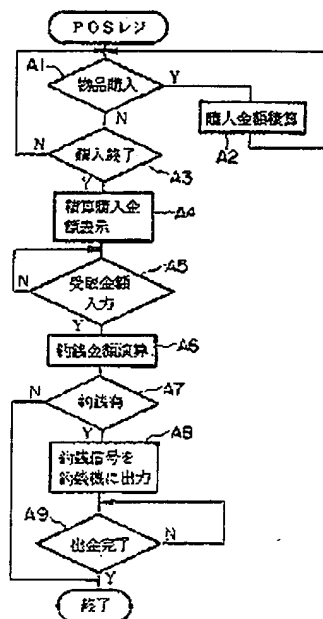 POSレジ
A1
物品購入
Y
N
購入金額積算
A2
N
購入終了
A3
Y
積算購入金
額表示
A4
A5
受取金額
入力
N
Y
釣銭金額演算
A6
A7
N
釣銭有
Y
A8
釣銭信号を
釣銭機に出力
A9
出金完了
N
Y
終了